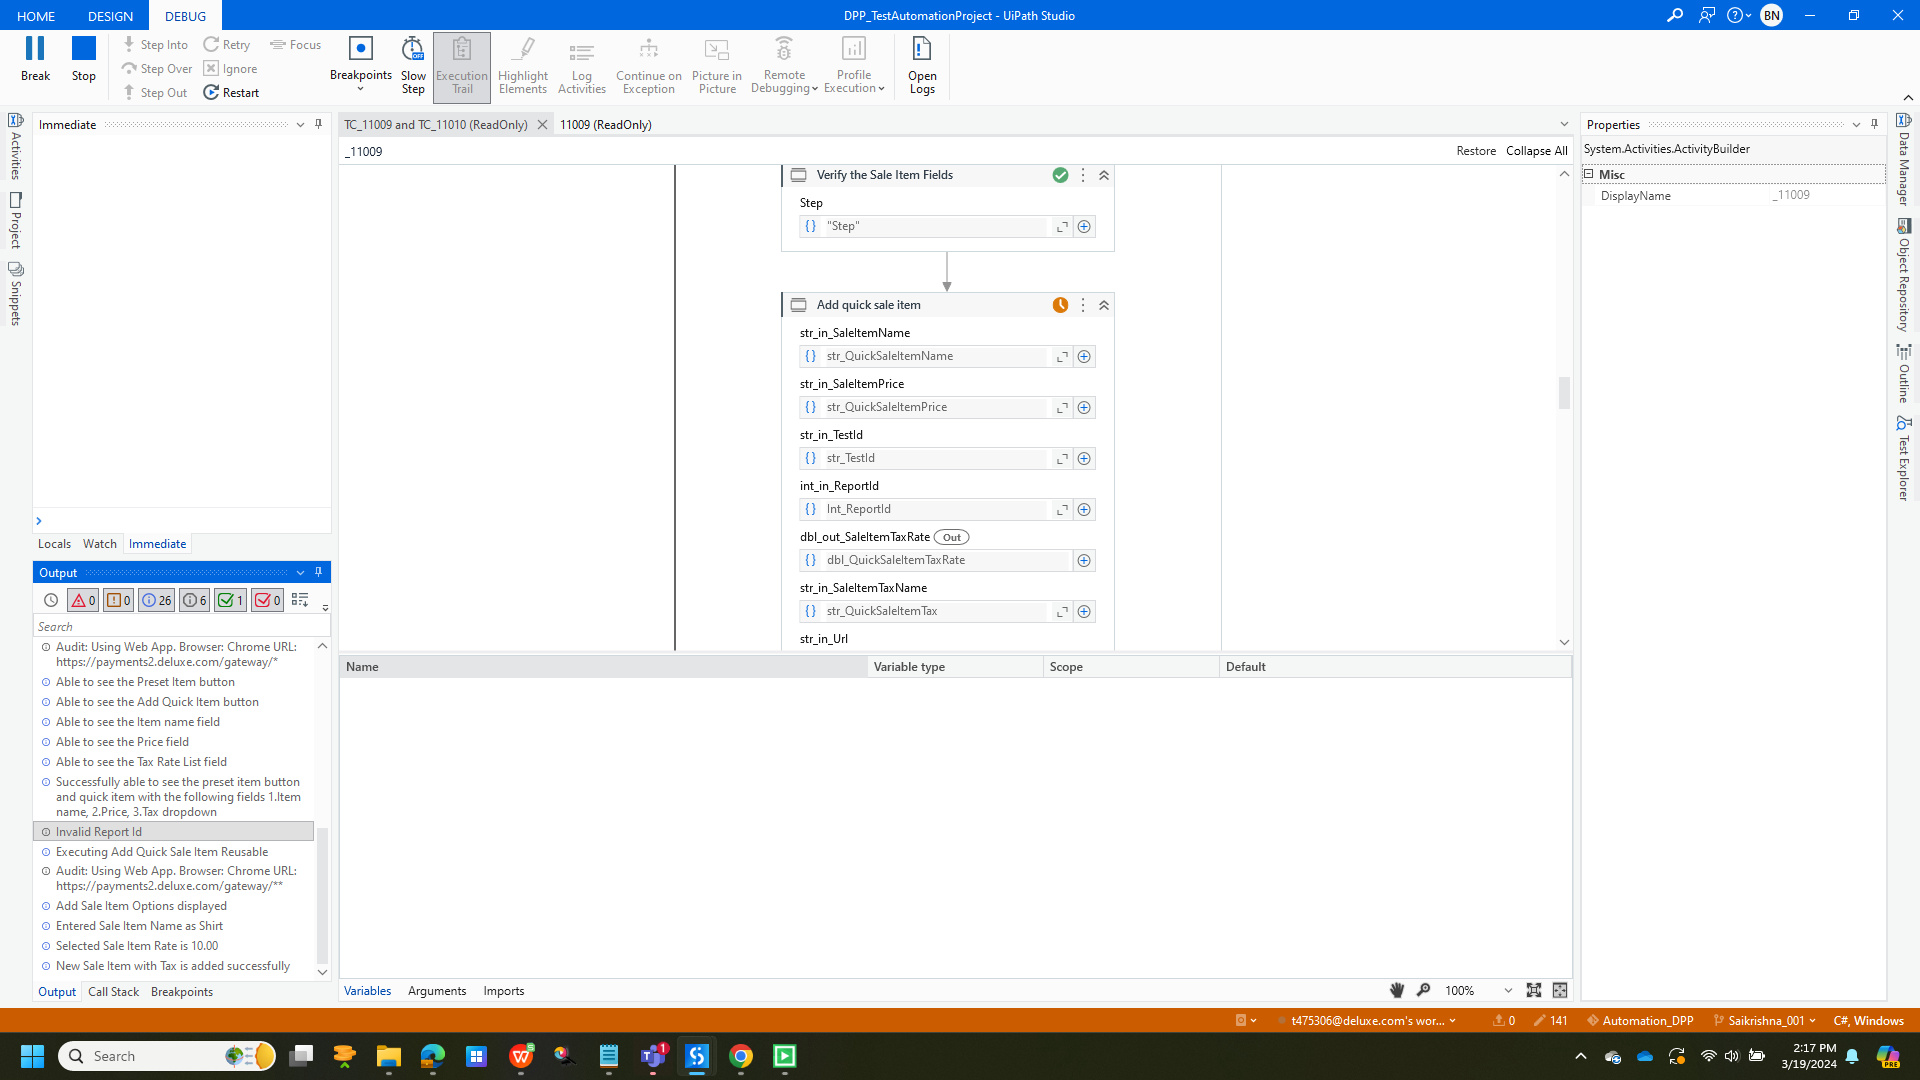 HOME DESIGN DEBUG
DPP_TestAutomationProject - UiPath Studio
BN
Break
Stop
Step Into
Step Over
Step Out
Retry
Ignore
Restart
Focus
Breakpoints
Slow
Step
Execution
Trail
Highlight
Elements
Log
Activities
Continue on
Exception
Picture in
Picture
Remote
Debugging
Profile
Execution
Open
Logs
Activities
Project
Snippets
Immediate
Locals Watch Immediate
Output
0 0 26 6 1 0
Search
Audit: Using Web App. Browser: Chrome URL:
https://payments2.deluxe.com/gateway/*
Able to see the Preset Item button
Able to see the Add Quick Item button
Able to see the Item name field
Able to see the Price field
Able to see the Tax Rate List field
Successfully able to see the preset item button
and quick item with the following fields 1.Item
name, 2.Price, 3.Tax dropdown
Invalid Report Id
Executing Add Quick Sale Item Reusable
Audit: Using Web App. Browser: Chrome URL:
https://payments2.deluxe.com/gateway/**
Add Sale Item Options displayed
Entered Sale Item Name as Shirt
Selected Sale Item Rate is 10.00
New Sale Item with Tax is added successfully
Output Call Stack Breakpoints
TC_11009 and TC_11010 (ReadOnly) 11009 (ReadOnly)
_11009
Restore Collapse All
Verify the Sale Item Fields
Step
"Step"
Add quick sale item
str_in_SaleItemName
str_QuickSaleItemName
str_in_SaleItemPrice
str_QuickSaleItemPrice
str_in_TestId
str_TestId
int_in_ReportId
Int_ReportId
dbl_out_SaleItemTaxRate Out
dbl_QuickSaleItemTaxRate
str_in_SaleItemTaxName
str_QuickSaleItemTax
str_in_Url
Name Variable type Scope Default
Variables Arguments Imports
100%
Properties
System.Activities.ActivityBuilder
Misc
DisplayName _11009
Data Manager
Object Repository
Outline
Test Explorer
t475306@deluxe.com's wor... 0 141 Automation_DPP Saikrishna_001 C#, Windows
Search
1
2:17 PM
3/19/2024
PRE